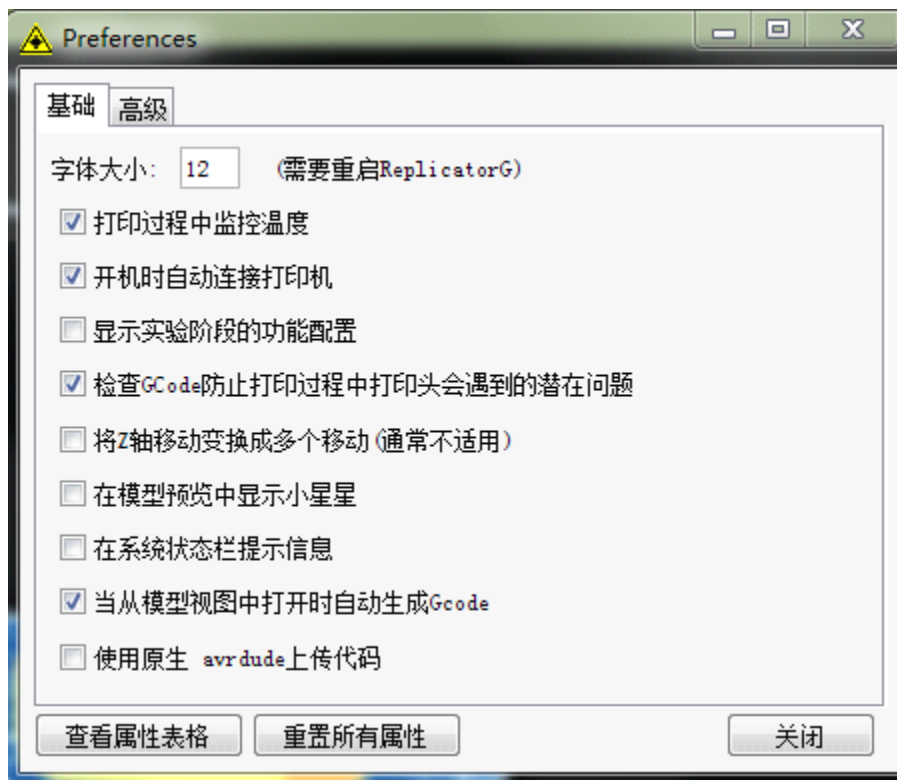 Preferences
基础 高级
字体大小: 12 (需要重启ReplicatorG)
打印过程中监控温度
开机时自动连接打印机
显示实验阶段的功能配置
检查GCode防止打印过程中打印头会遇到的潜在问题
将Z轴移动变换成多个移动(通常不适用)
在模型预览中显示小星星
在系统状态栏提示信息
当从模型视图中打开时自动生成Gcode
使用原生 avrdude上传代码
查看属性表格 重置所有属性 关闭